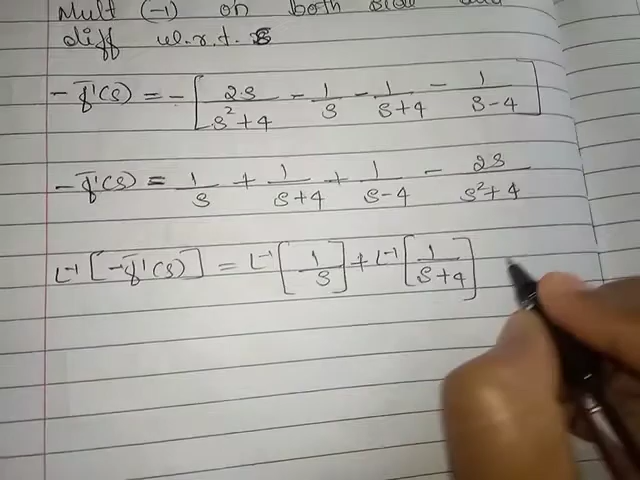 Mult (-1) on both side and
diff w.r.t. s
-f̄'(s) = -[2s/(s²+4) - 1/s - 1/(s+4) - 1/(s-4)]
-f̄'(s) = 1/s + 1/(s+4) + 1/(s-4) - 2s/(s²+4)
L⁻¹[-f̄'(s)] = L⁻¹[1/s] + L⁻¹[1/(s+4)]